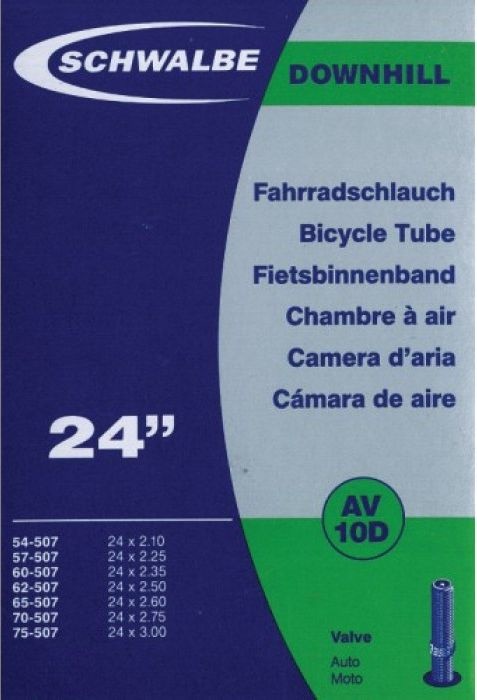 SCHWALBE
DOWNHILL
Fahrradschlauch
Bicycle Tube
Fietsbinnenband
Chambre à air
Camera d'aria
Cámara de aire
24”
AV
10D
54-507 24 x 2.10
57-507 24 x 2.25
60-507 24 x 2.35
62-507 24 x 2.50
65-507 24 x 2.60
70-507 24 x 2.75
75-507 24 x 3.00
Valve
Auto
Moto